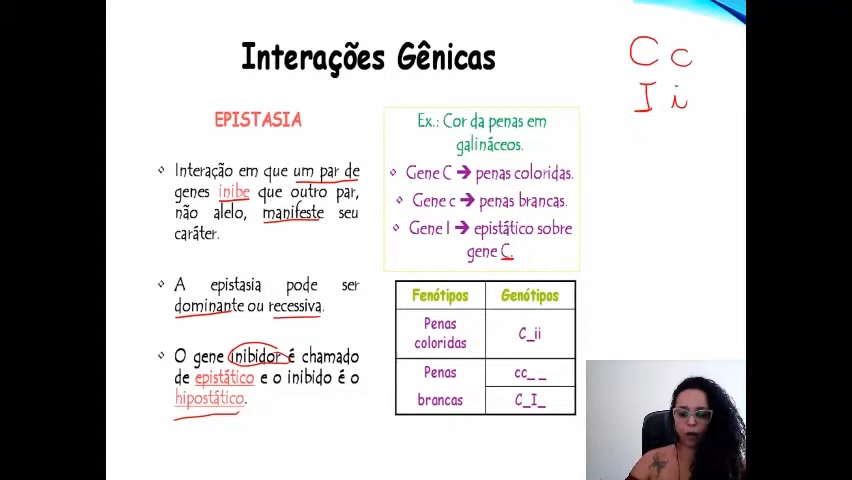 Interações Gênicas
C c
I i
EPISTASIA
Interação em que um par de
genes inibe que outro par,
não alelo, manifeste seu
caráter.
A epistasia pode ser
dominante ou recessiva.
O gene inibidor é chamado
de epistático e o inibido é o
hipostático.
Ex.: Cor da penas em
galináceos.
Gene C → penas coloridas.
Gene c → penas brancas.
Gene I → epistático sobre
gene C.
Fenótipos Genótipos
Penas
coloridas C_ii
Penas cc_ _
brancas C_I_